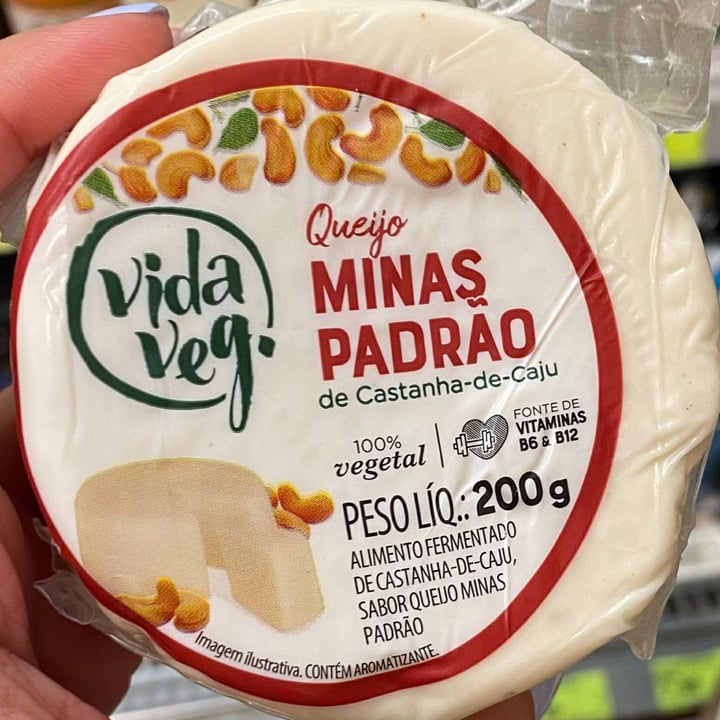 vida
veg.
Queijo
MINAS
PADRÃO
de Castanha-de-Caju
100%
vegetal
FONTE DE
VITAMINAS
B6 & B12
PESO LÍQ.: 200g
ALIMENTO FERMENTADO
DE CASTANHA-DE-CAJU,
SABOR QUEIJO MINAS
PADRÃO
Imagem ilustrativa. CONTÉM AROMATIZANTE.